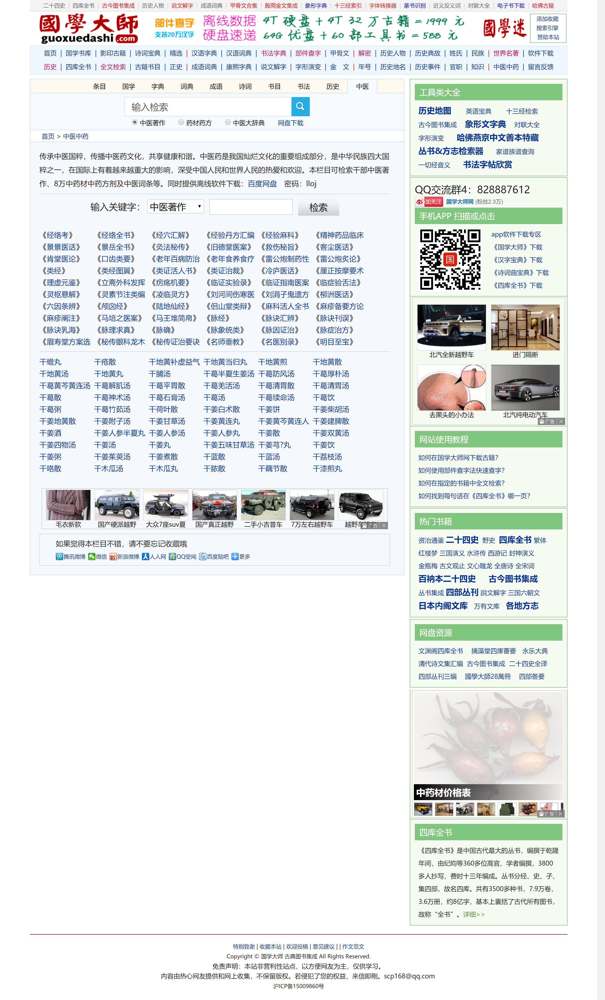 二十四史 | 四库全书 | 古今图书集成 | 历史人物 | 说文解字 | 成语词典 | 甲骨文合集 | 殷周金文集成 | 象形字典 | 十三经索引 | 字体转换器 | 篆书识别 | 近义反义词 | 对联大全 | 电子书下载 | 哈佛古籍
國學大師
guoxuedashi.com
部件查字
支持20万汉字
离线数据
硬盘速递
4T 硬盘 + 4T 32 万古籍 = 1999 元
64G 优盘 + 60 部工具书 = 588 元
國學迷
添加收藏
搜索引擎
赞助本站
首页 | 国学书库 | 影印古籍 | 诗词宝典 | 精选 | 汉语字典 | 汉语词典 | 书法字典 | 部件查字 | 甲骨文 | 解密 | 历史人物 | 历史典故 | 姓氏 | 民族 | 世界名著 | 软件下载
历史 | 四库全书 | 全文检索 | 古籍书目 | 正史 | 成语词典 | 康熙字典 | 说文解字 | 字形演变 | 金 文 | 年号 | 历史地名 | 历史事件 | 官职 | 知识 | 中医中药 | 留言反馈
条目 国学 字典 词典 成语 诗词 书目 书法 历史 中医
输入检索
中医著作 药材药方 中医大辞典 网盘下载
首页 > 中医中药
传承中医国粹，传播中医药文化，共享健康和谐。中医药是我国灿烂文化的重要组成部分，是中华民族四大国
粹之一，在国际上有着越来越重大的影响，深受中国人民和世界人民的热爱和欢迎。本栏目可检索千部中医著
作、8万中药材中药方剂及中医词条等。同时提供离线软件下载：百度网盘 密码：lloj
输入关键字： 中医著作 检索
《经络考》 《经络全书》 《经穴汇解》 《经验丹方汇编 《经验麻科》 《精神药品临床
《景景医话》 《景岳全书》 《灸法秘传》 《旧德堂医案》 《救伤秘旨》 《客尘医话》
《肯堂医论》 《口齿类要》 《老年百病防治 《老年食养食疗 《雷公炮制药性 《雷公炮炙论》
《类经》 《类经图翼》 《类证活人书》 《类证治裁》 《冷庐医话》 《厘正按摩要术
《理虚元鉴》 《立斋外科发挥 《疠疡机要》 《临证实验录》 《临证指南医案 《临症验舌法》
《灵枢悬解》 《灵素节注类编 《凌临灵方》 《刘河间伤寒医 《刘涓子鬼遗方 《柳洲医话》
《六因条辨》 《颅囟经》 《陆地仙经》 《侣山堂类辩》 《麻科活人全书 《麻疹备要方论
《麻疹阐注》 《马培之医案》 《马王堆简帛》 《脉经》 《脉诀汇辨》 《脉诀刊误》
《脉诀乳海》 《脉理求真》 《脉确》 《脉象统类》 《脉因证治》 《脉症治方》
《眉寿堂方案选 《秘传眼科龙木 《秘传证治要诀 《名师垂教》 《名医别录》 《明目至宝》
干蟾丸 干疮散 干地黄补虚益气 干地黄当归丸 干地黄煎 干地黄散
干地黄汤 干地黄丸 干脯汤 干葛半夏生姜汤 干葛防风汤 干葛厚朴汤
干葛黄芩黄连汤 干葛解肌汤 干葛平胃散 干葛羌活汤 干葛清胃散 干葛清胃汤
干葛散 干葛神术汤 干葛石膏汤 干葛汤 干葛续命汤 干葛饮
干葛粥 干葛竹茹汤 干荷叶散 干姜白术散 干姜饼 干姜柴胡汤
干姜地黄散 干姜附子汤 干姜甘草汤 干姜黄连丸 干姜黄芩黄连人 干姜建脾散
干姜酒 干姜人参半夏丸 干姜人参汤 干姜人参丸 干姜散 干姜双黄汤
干姜四物汤 干姜汤 干姜丸 干姜五味甘草汤 干姜芎?丸 干姜饮
干姜粥 干姜茱萸汤 干姜煮散 干蓝散 干蓝汤 干荔枝汤
干咯散 干木瓜汤 干木瓜丸 干脓散 干藕节散 干漆煎丸
毛衣新款 国产硬派越野 大众7座suv夏 国产真正越野 二手小吉普车 7万左右越野车 越野车
广告
如果觉得本栏目不错，请不要忘记收藏哦
腾讯微博 微信 新浪微博 人人网 QQ空间 百度贴吧 更多
工具类大全
历史地图 英语宝典 十三经检索
古今图书集成 象形文字典 对联大全
字形演变 哈佛燕京中文善本特藏
丛书&方志检索器 家谱族谱查询
一切经音义 书法字帖欣赏
QQ交流群4：828887612
加关注 国学大师网 (粉丝2.3万)
手机APP 扫描或点击
国
app软件下载专区
《国学大师》下载
《汉字宝典》下载
《诗词曲宝典》下载
《四库全书》下载
北汽全新越野车 进门隔断
去黑头的小办法 北汽纯电动汽车
广告
网站使用教程
如何在国学大师网下载古籍？
如何使用部件查字法快速查字？
如何在指定的书籍中全文检索？
如何找到每句话在《四库全书》哪一页？
热门书籍
资治通鉴 二十四史 野史 四库全书 繁体
红楼梦 三国演义 水浒传 西游记 封神演义
金瓶梅 古文观止 文心雕龙 全唐诗 全宋词
百衲本二十四史 古今图书集成
丛书集成 四部丛刊 說文解字 三国六朝文
日本内阁文库 万有文库 各地方志
网盘资源
文渊阁四库全书 摛藻堂四庫薈要 永乐大典
清代诗文集汇编 古今图书集成 二十四史全译
四部丛刊三编 國學大師28萬冊 四部备要
中药材价格表
广告
四库全书
《四库全书》是中国古代最大的丛书，编撰于乾隆
年间，由纪昀等360多位高官、学者编撰，3800
多人抄写，费时十三年编成。丛书分经、史、子、
集四部，故名四库。共有3500多种书，7.9万卷，
3.6万册，约8亿字，基本上囊括了古代所有图书，
故称“全书”。详细>>
特别致谢 | 收藏本站 | 欢迎投稿 | 意见建议 | | 作文范文
Copyright © 国学大师 古典图书集成 All Rights Reserved.
免责声明：本站非营利性站点，以方便网友为主，仅供学习。
内容由热心网友提供和网上收集，不保留版权。若侵犯了您的权益，来信即刪。scp168@qq.com
沪ICP备15009860号